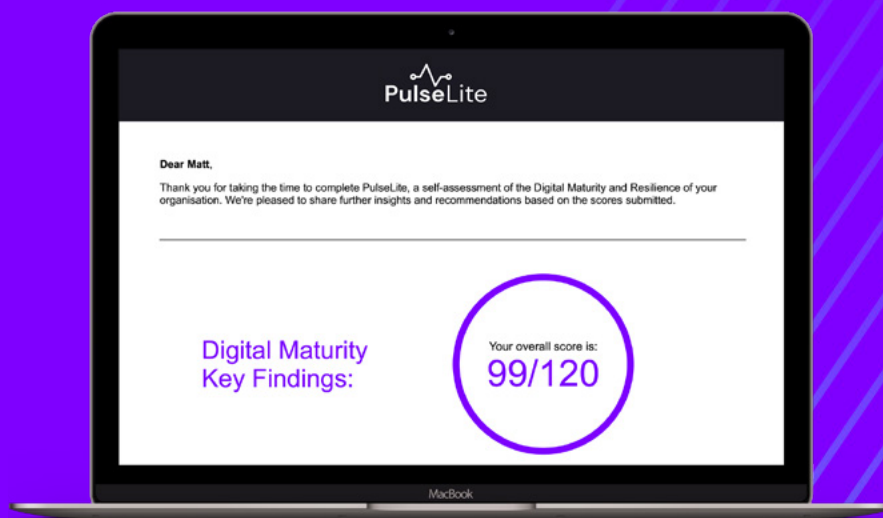 PulseLite
Dear Matt,
Thank you for taking the time to complete PulseLite, a self-assessment of the Digital Maturity and Resilience of your
organisation. We're pleased to share further insights and recommendations based on the scores submitted.
Digital Maturity
Key Findings:
Your overall score is:
99/120
MacBook